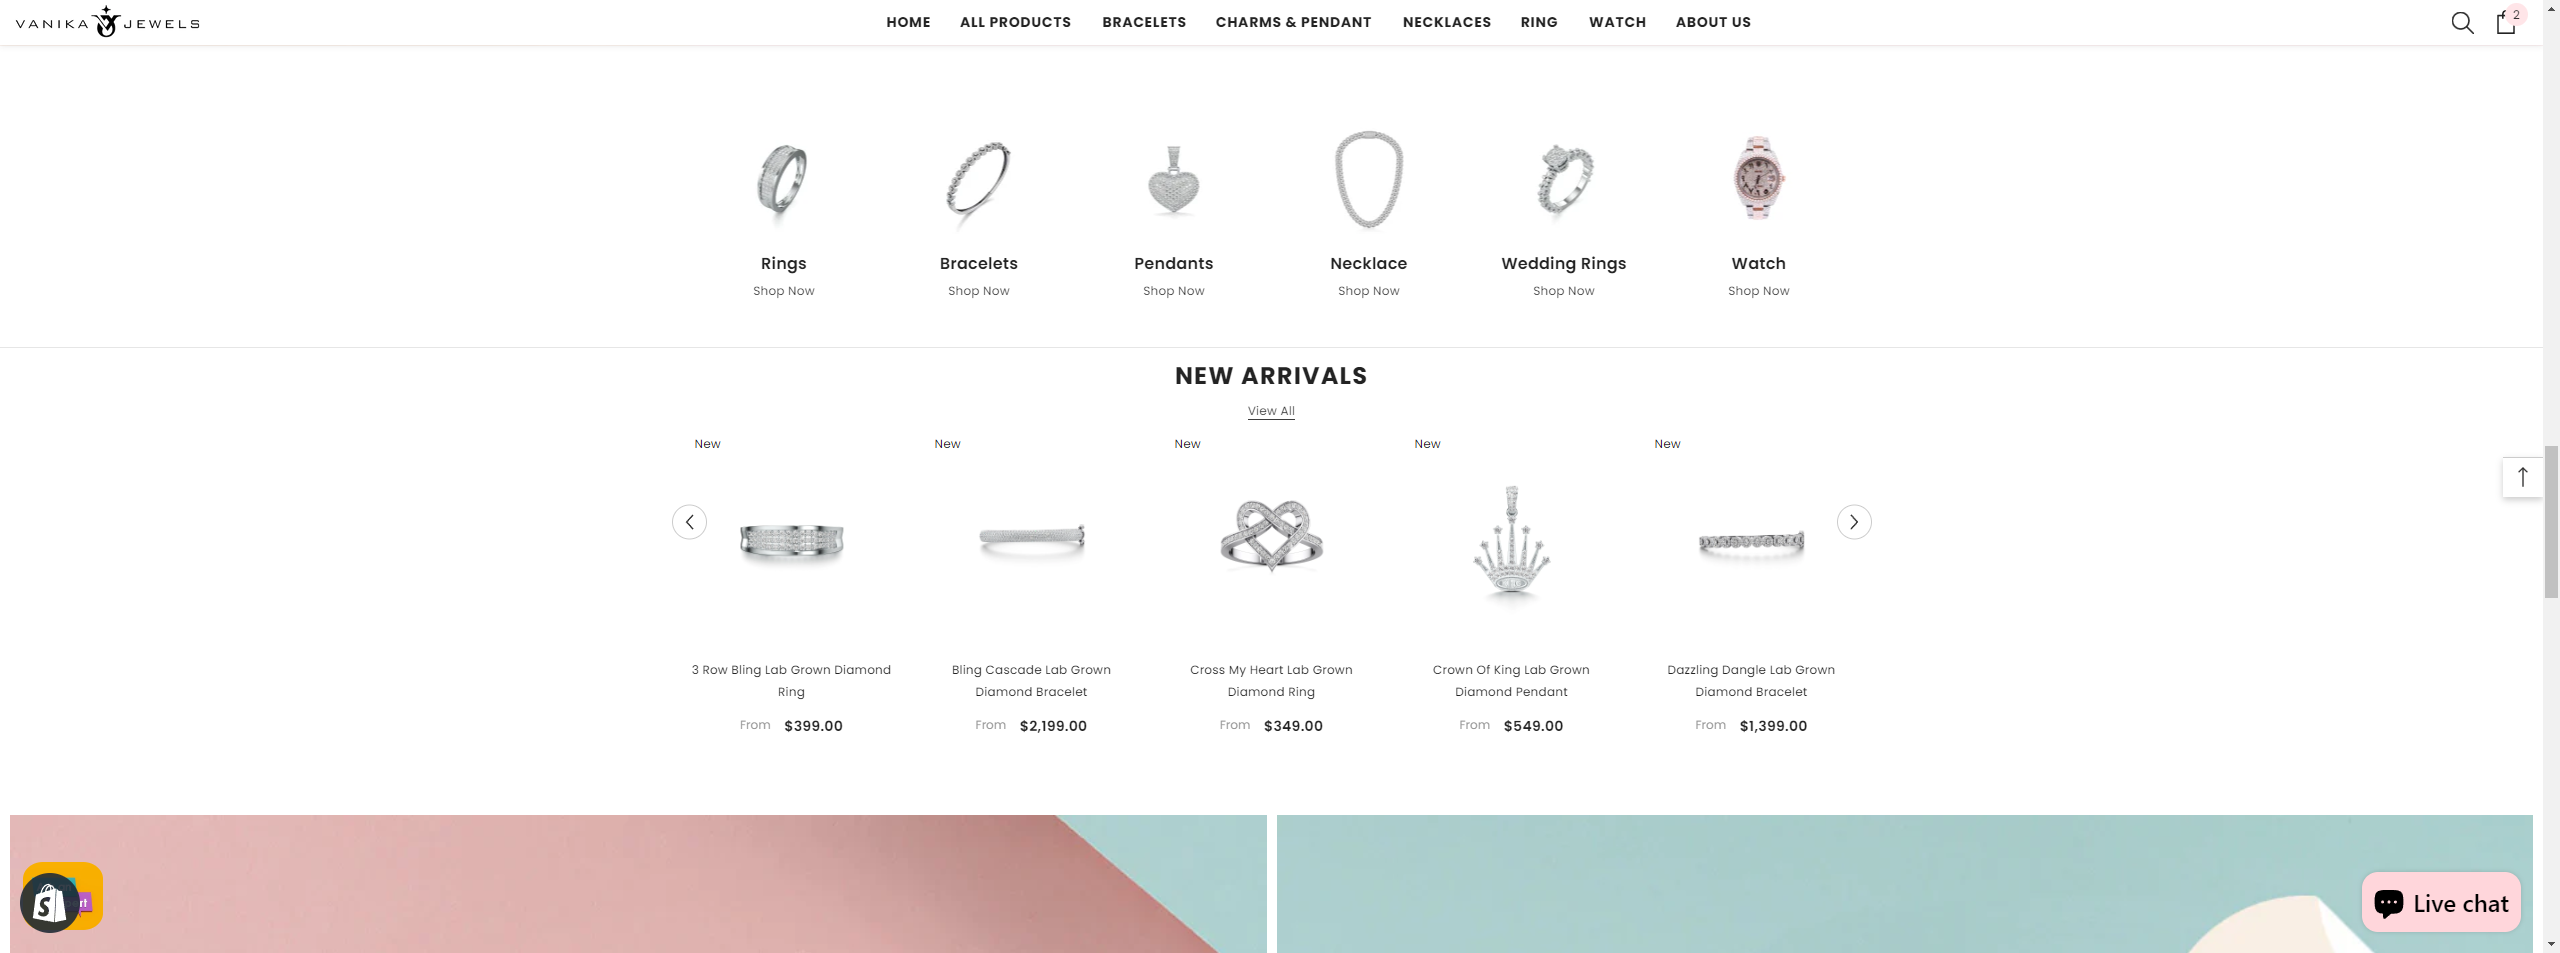 VANIKA JEWELS
HOME ALL PRODUCTS BRACELETS CHARMS & PENDANT NECKLACES RING WATCH ABOUT US
2
Rings Bracelets Pendants Necklace Wedding Rings Watch
Shop Now Shop Now Shop Now Shop Now Shop Now Shop Now
NEW ARRIVALS
View All
New New New New New
3 Row Bling Lab Grown Diamond
Ring
From $399.00
Bling Cascade Lab Grown
Diamond Bracelet
From $2,199.00
Cross My Heart Lab Grown
Diamond Ring
From $349.00
Crown Of King Lab Grown
Diamond Pendant
From $549.00
Dazzling Dangle Lab Grown
Diamond Bracelet
From $1,399.00
Live chat